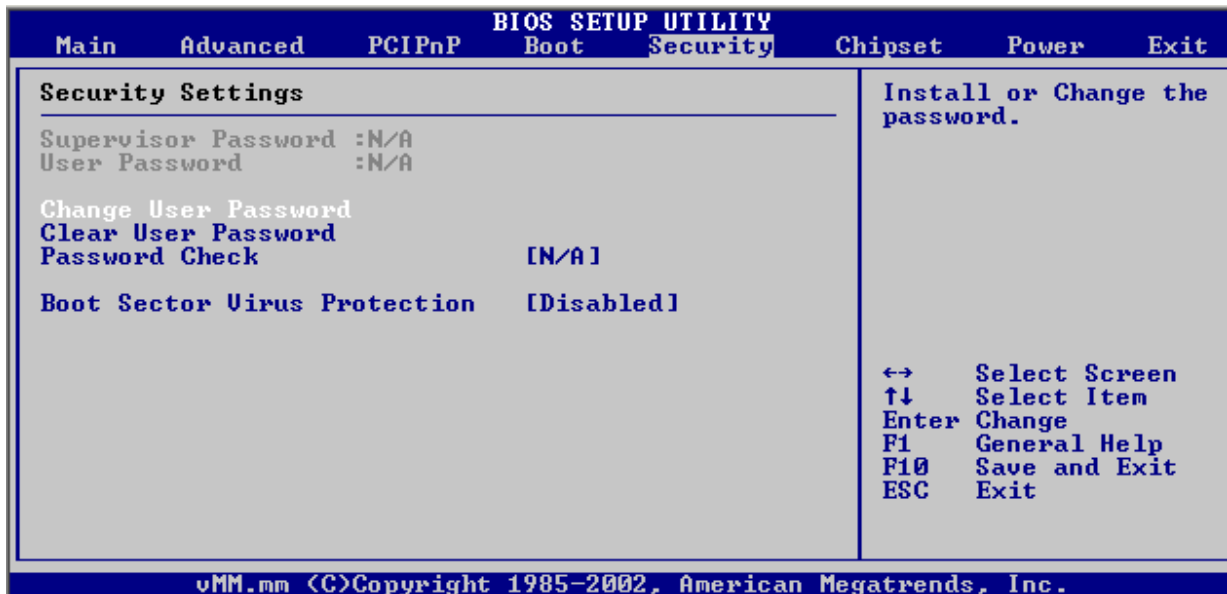 BIOS SETUP UTILITY
Main Advanced PCIPnP Boot Security Chipset Power Exit
Security Settings
Supervisor Password :N/A
User Password :N/A
Change User Password
Clear User Password
Password Check [N/A]
Boot Sector Virus Protection [Disabled]
Install or Change the
password.
←→ Select Screen
↑↓ Select Item
Enter Change
F1 General Help
F10 Save and Exit
ESC Exit
vMM.mm (C)Copyright 1985-2002, American Megatrends, Inc.